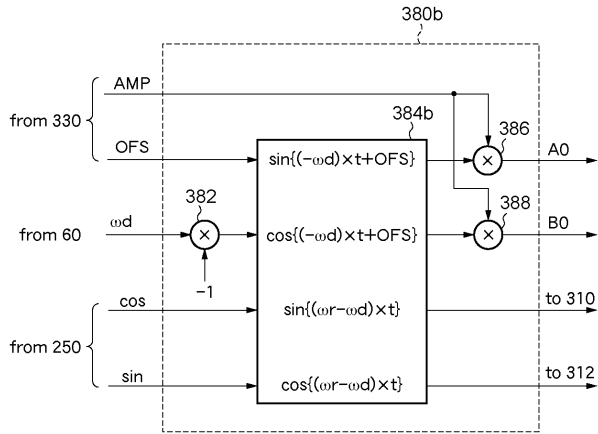 380b
AMP
384b
from 330
386
OFS
sin{(-ωd)×t+OFS}
×
A0
382
388
ωd
from 60
×
cos{(-ωd)×t+OFS}
×
B0
-1
cos
sin{(ωr-ωd)×t}
to 310
from 250
sin
cos{(ωr-ωd)×t}
to 312